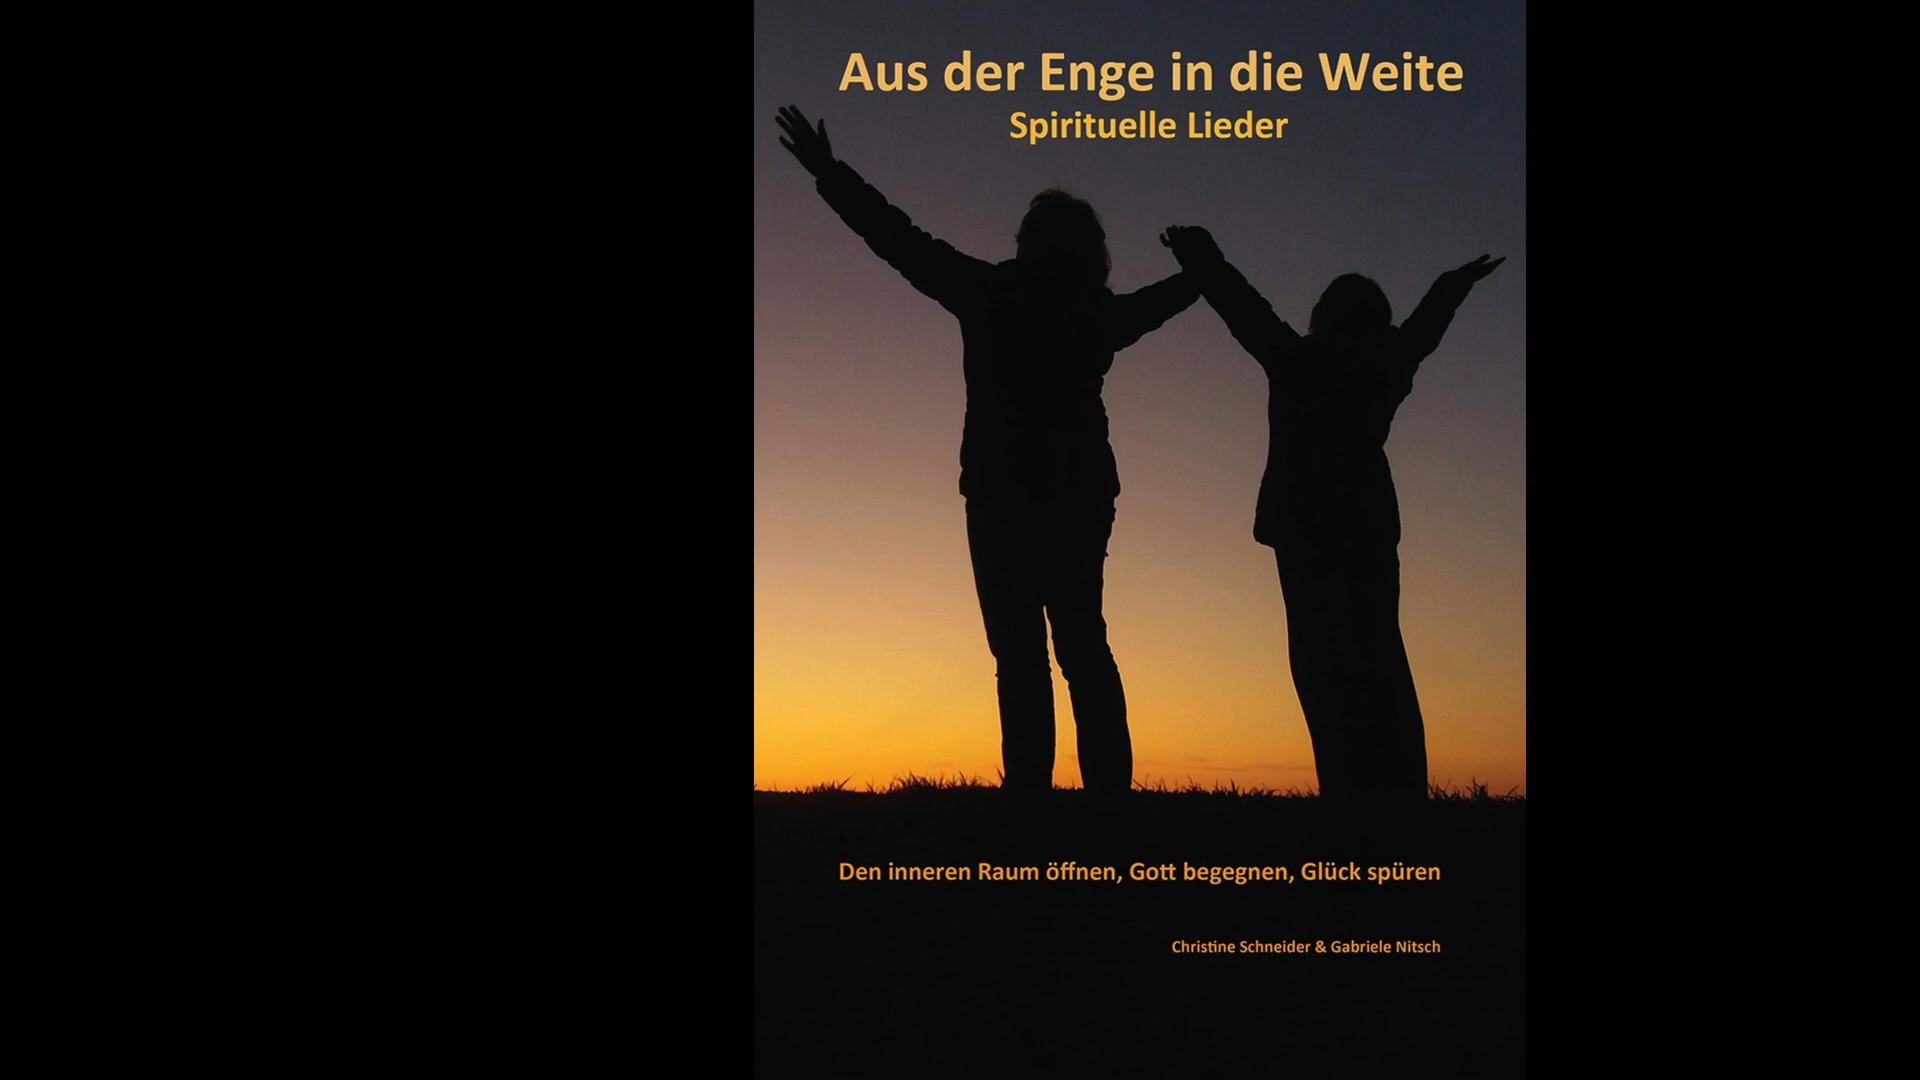 Aus der Enge in die Weite
Spirituelle Lieder
Den inneren Raum öffnen, Gott begegnen, Glück spüren
Christine Schneider & Gabriele Nitsch